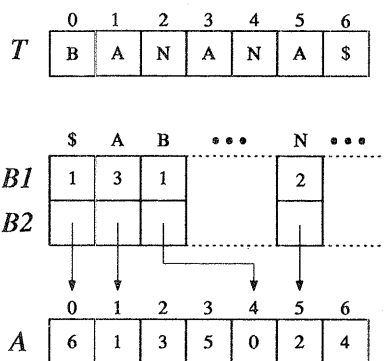 0 1 2 3 4 5 6
T B A N A N A $
$ A B ••• N •••
B1 1 3 1 2
B2
0 1 2 3 4 5 6
A 6 1 3 5 0 2 4